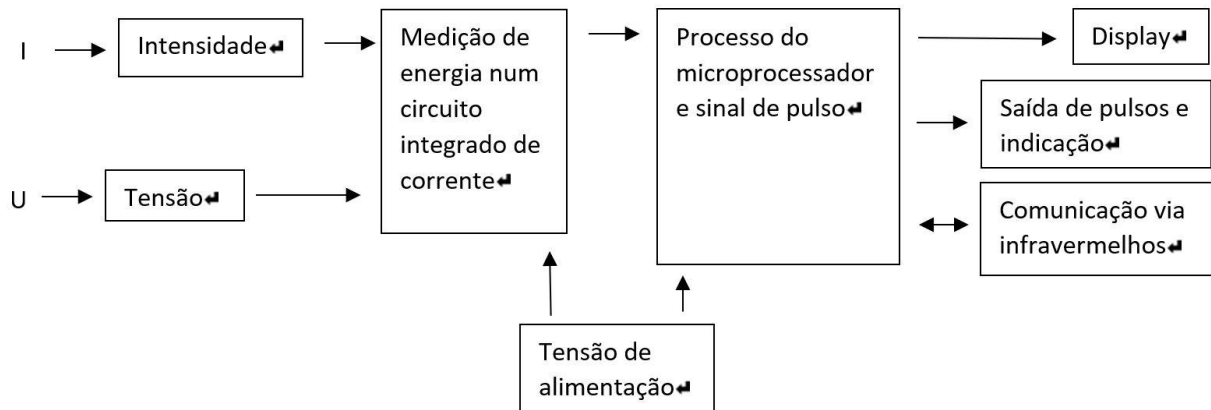 I
Intensidade↵
U
Tensão↵
Medição de
energia num
circuito
integrado de
corrente↵
Processo do
microprocessador
e sinal de pulso↵
Display↵
Saída de pulsos e
indicação↵
Comunicação via
infravermelhos↵
Tensão de
alimentação↵